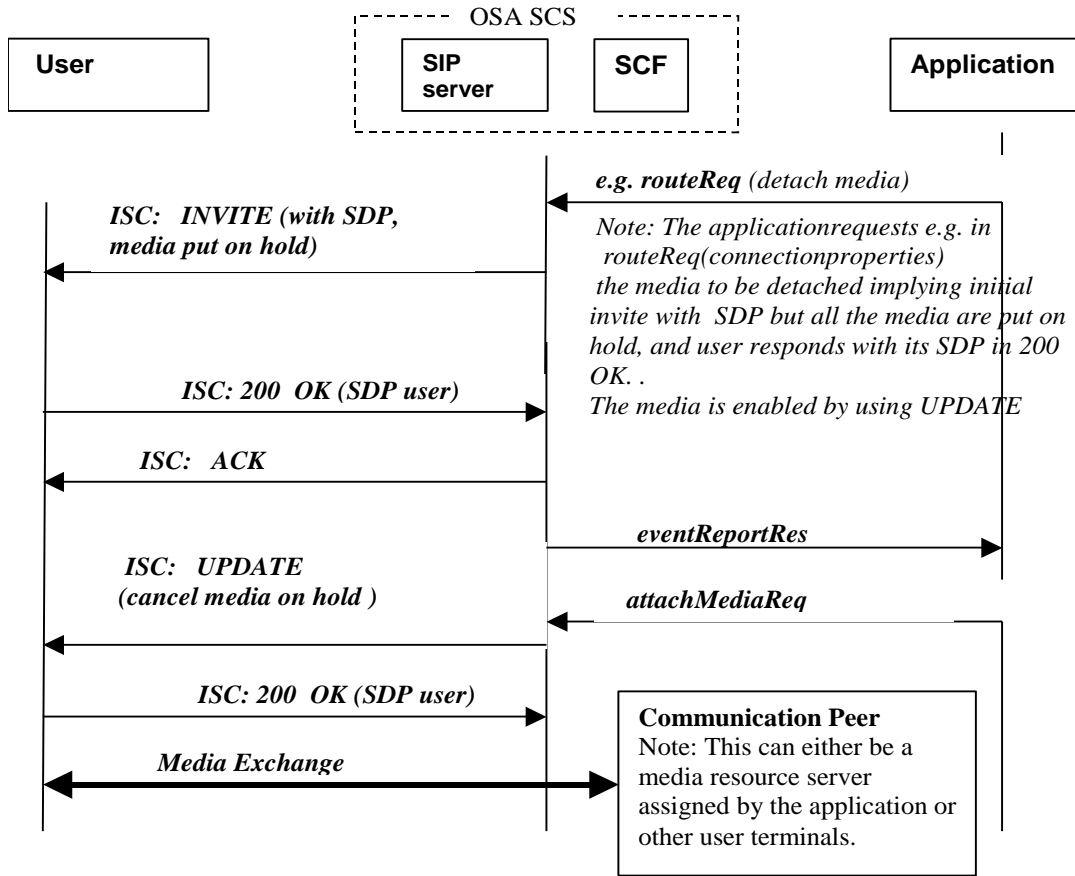 OSA SCS
User
SIP
server
SCF
Application
e.g. routeReq (detach media)
ISC: INVITE (with SDP,
media put on hold)
Note: The applicationrequests e.g. in
routeReq(connectionproperties)
the media to be detached implying initial
invite with SDP but all the media are put on
hold, and user responds with its SDP in 200
OK. .
The media is enabled by using UPDATE
ISC: 200 OK (SDP user)
ISC: ACK
eventReportRes
ISC: UPDATE
(cancel media on hold )
attachMediaReq
ISC: 200 OK (SDP user)
Media Exchange
Communication Peer
Note: This can either be a
media resource server
assigned by the application or
other user terminals.